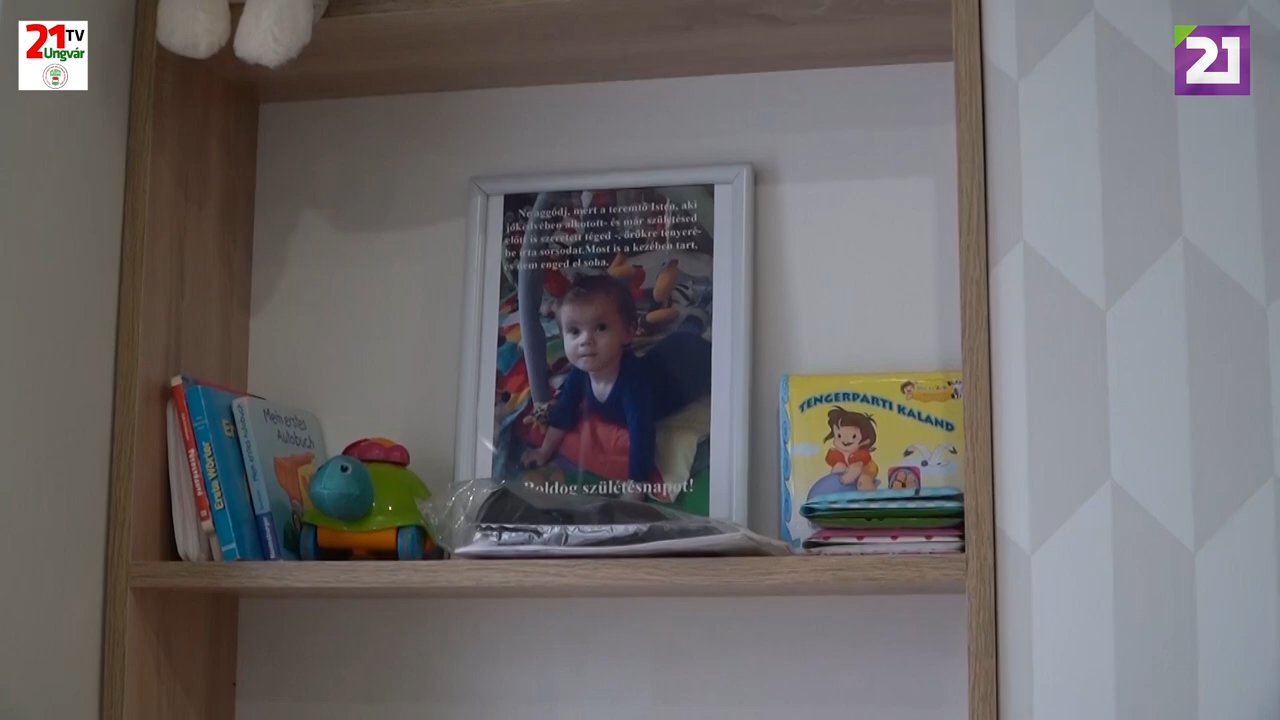 21 TV
Ungvár
21
Ne aggódj, mert a teremtő Isten, aki
jókedvében alkotott- és már születésed
előtt is szeretett téged -, örökre tenyeré-
be írta sorsodat.Most is a kezében tart,
és nem enged el soha.
Boldog születésnapot!
Erste Wörter
Mein erstes
Autobuch
TENGERPARTI KALAND